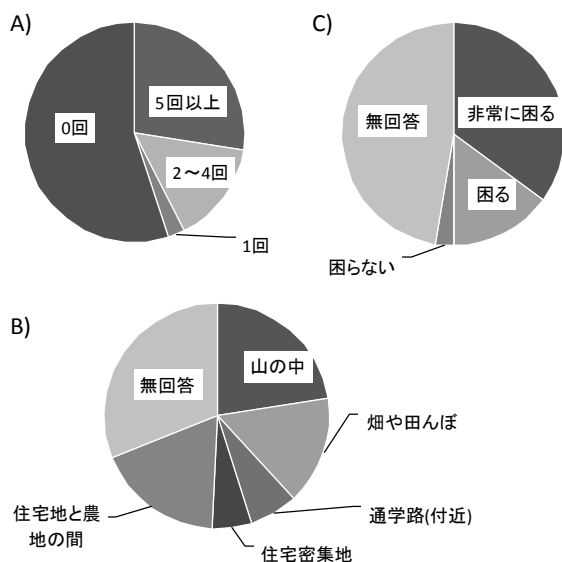 A)
5回以上
2～4回
1回
0回
C)
非常に困る
困る
困らない
無回答
B)
山の中
畑や田んぼ
通学路(付近)
住宅密集地
住宅地と農
地の間
無回答